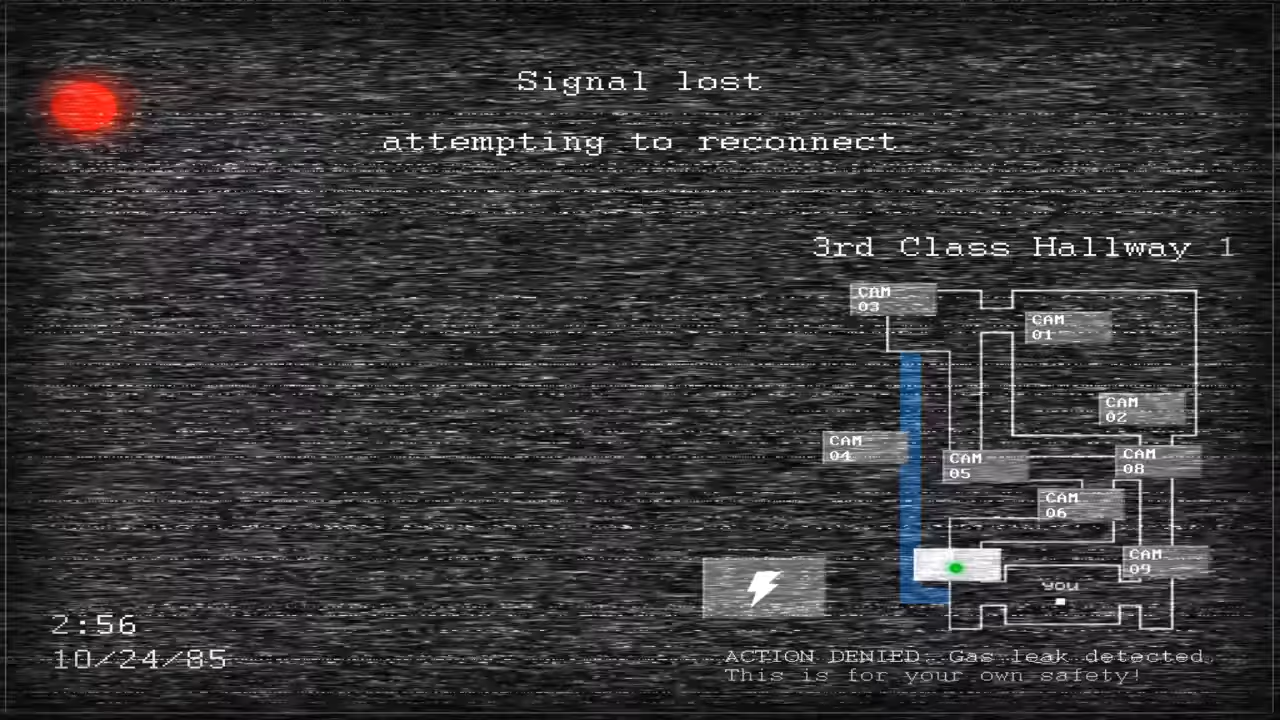 Signal lost
attempting to reconnect
3rd Class Hallway 1
CAM
03
CAM
01
CAM
02
CAM
04
CAM
05
CAM
08
CAM
06
CAM
09
you
2:56
10/24/85
ACTION DENIED: Gas leak detected.
This is for your own safety!